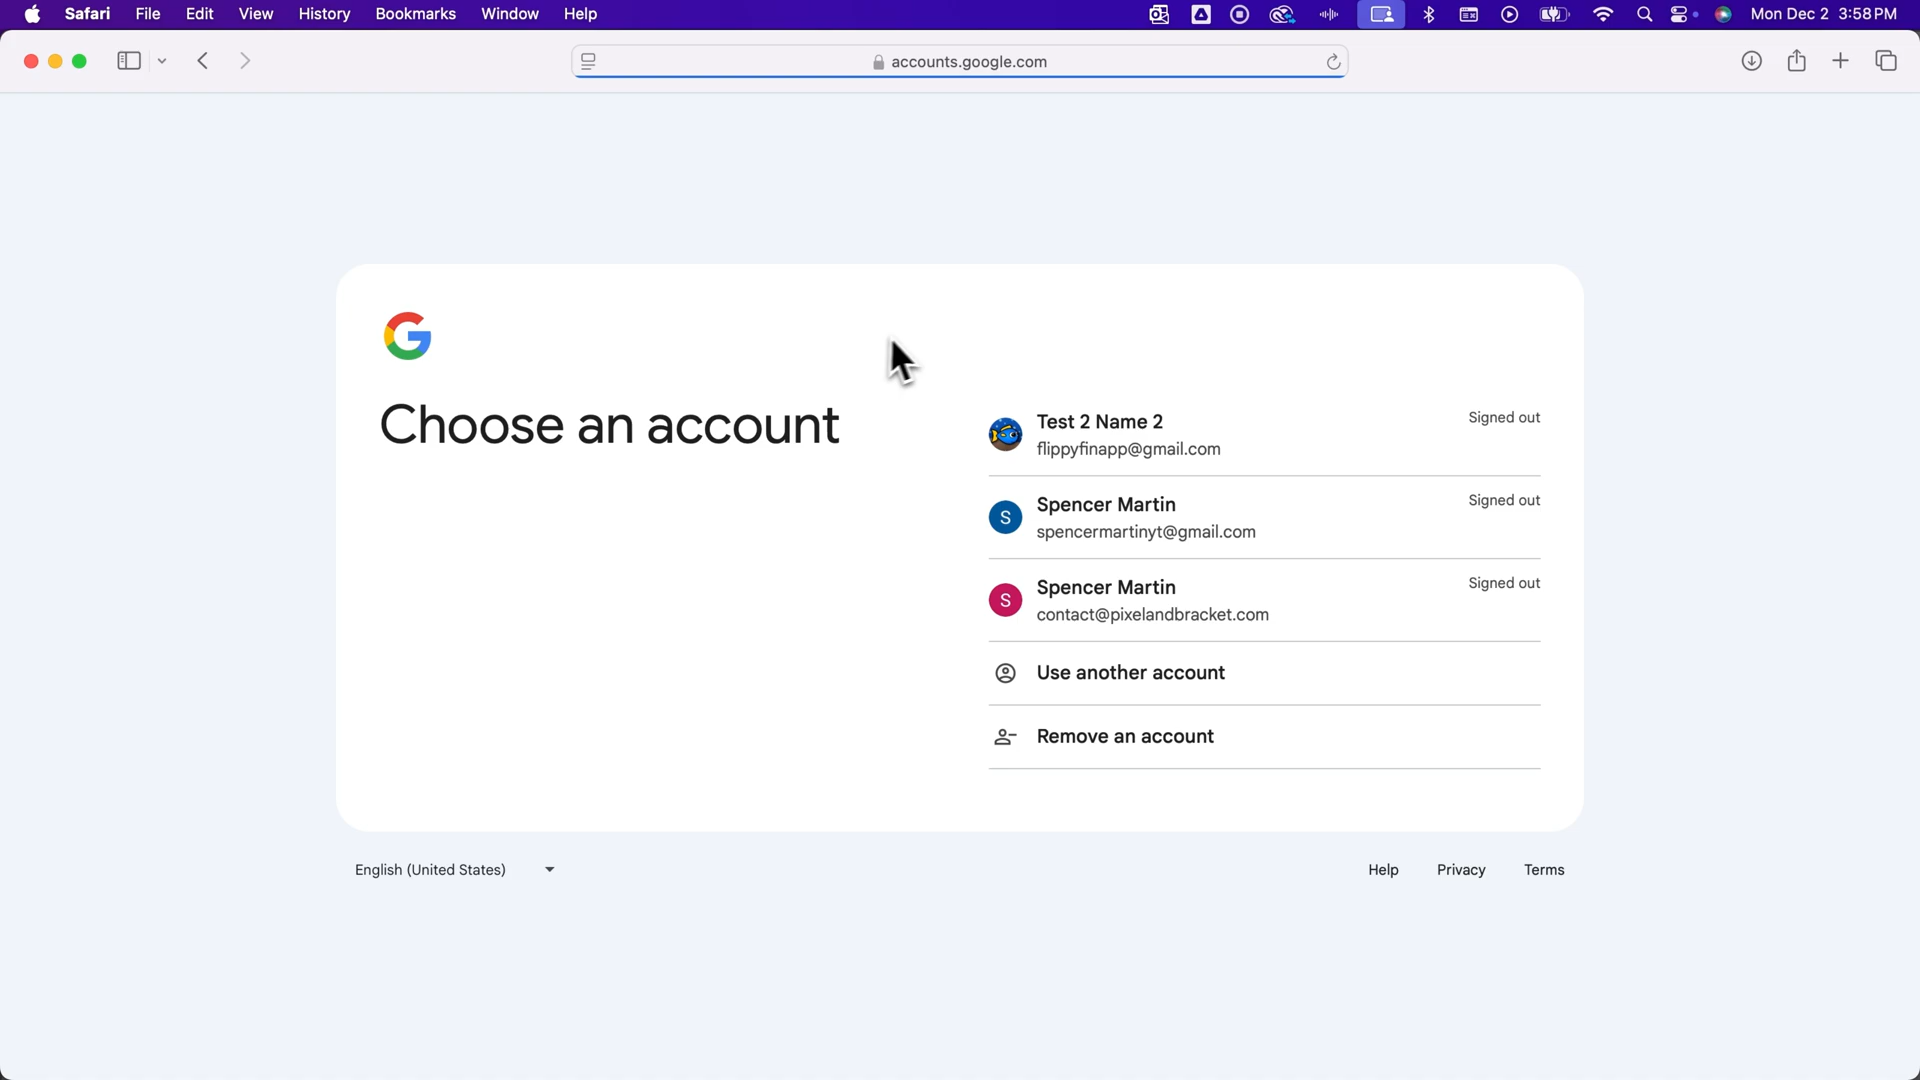 Safari File Edit View History Bookmarks Window Help Mon Dec 2 3:58 PM
accounts.google.com
Choose an account
Test 2 Name 2
flippyfinapp@gmail.com
Signed out
S
Spencer Martin
spencermartinyt@gmail.com
Signed out
S
Spencer Martin
contact@pixelandbracket.com
Signed out
Use another account
Remove an account
English (United States)
Help Privacy Terms